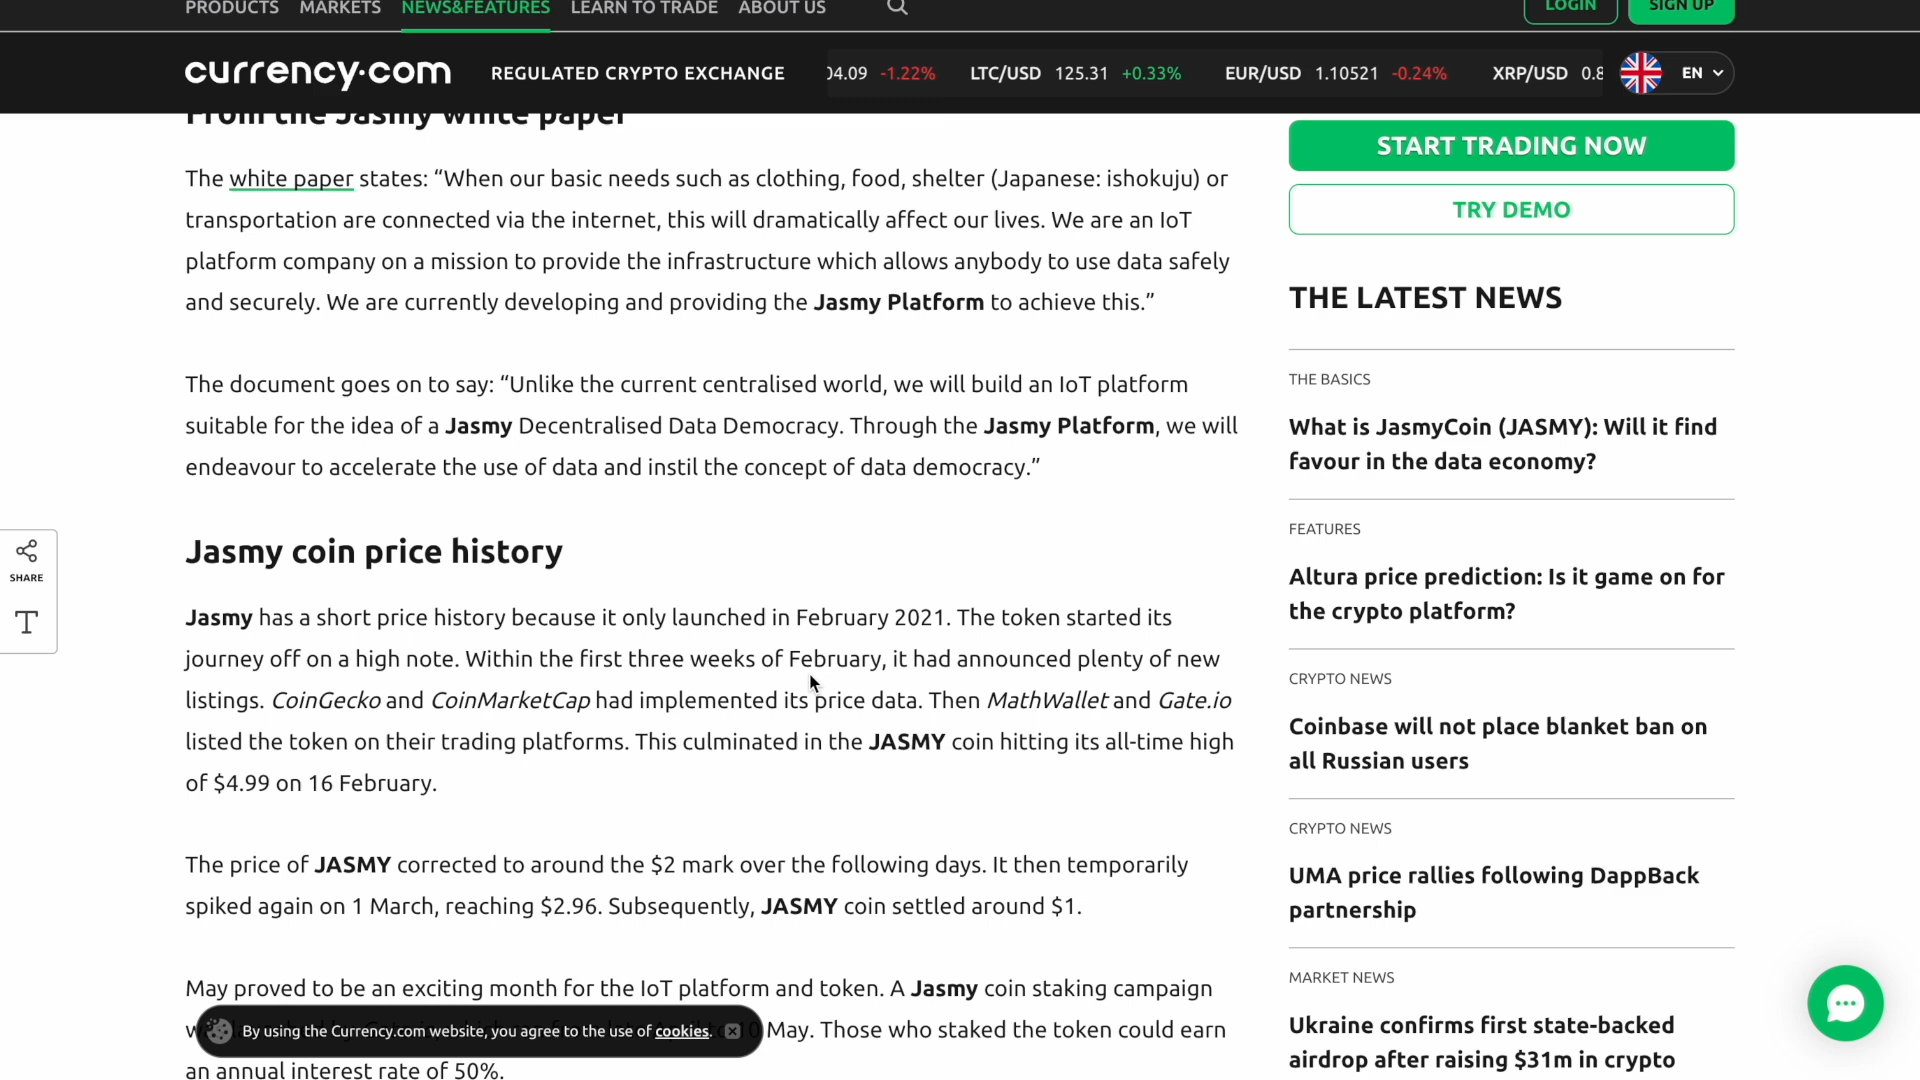 PRODUCTS MARKETS NEWS&FEATURES LEARN TO TRADE ABOUT US LOGIN SIGN UP
currency.com REGULATED CRYPTO EXCHANGE 04.09 -1.22% LTC/USD 125.31 +0.33% EUR/USD 1.10521 -0.24% XRP/USD 0.8 EN
From the Jasmy white paper
The white paper states: “When our basic needs such as clothing, food, shelter (Japanese: ishokuju) or
transportation are connected via the internet, this will dramatically affect our lives. We are an IoT
platform company on a mission to provide the infrastructure which allows anybody to use data safely
and securely. We are currently developing and providing the Jasmy Platform to achieve this.”
The document goes on to say: “Unlike the current centralised world, we will build an IoT platform
suitable for the idea of a Jasmy Decentralised Data Democracy. Through the Jasmy Platform, we will
endeavour to accelerate the use of data and instil the concept of data democracy.”
Jasmy coin price history
Jasmy has a short price history because it only launched in February 2021. The token started its
journey off on a high note. Within the first three weeks of February, it had announced plenty of new
listings. CoinGecko and CoinMarketCap had implemented its price data. Then MathWallet and Gate.io
listed the token on their trading platforms. This culminated in the JASMY coin hitting its all-time high
of $4.99 on 16 February.
The price of JASMY corrected to around the $2 mark over the following days. It then temporarily
spiked again on 1 March, reaching $2.96. Subsequently, JASMY coin settled around $1.
May proved to be an exciting month for the IoT platform and token. A Jasmy coin staking campaign
May. Those who staked the token could earn
an annual interest rate of 50%.
By using the Currency.com website, you agree to the use of cookies.
SHARE
T
START TRADING NOW
TRY DEMO
THE LATEST NEWS
THE BASICS
What is JasmyCoin (JASMY): Will it find
favour in the data economy?
FEATURES
Altura price prediction: Is it game on for
the crypto platform?
CRYPTO NEWS
Coinbase will not place blanket ban on
all Russian users
CRYPTO NEWS
UMA price rallies following DappBack
partnership
MARKET NEWS
Ukraine confirms first state-backed
airdrop after raising $31m in crypto